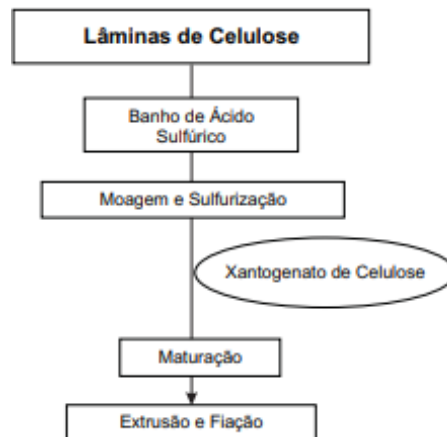 Lâminas de Celulose
Banho de Ácido
Sulfúrico
Moagem e Sulfurização
Xantogenato de Celulose
Maturação
Extrusão e Fiação